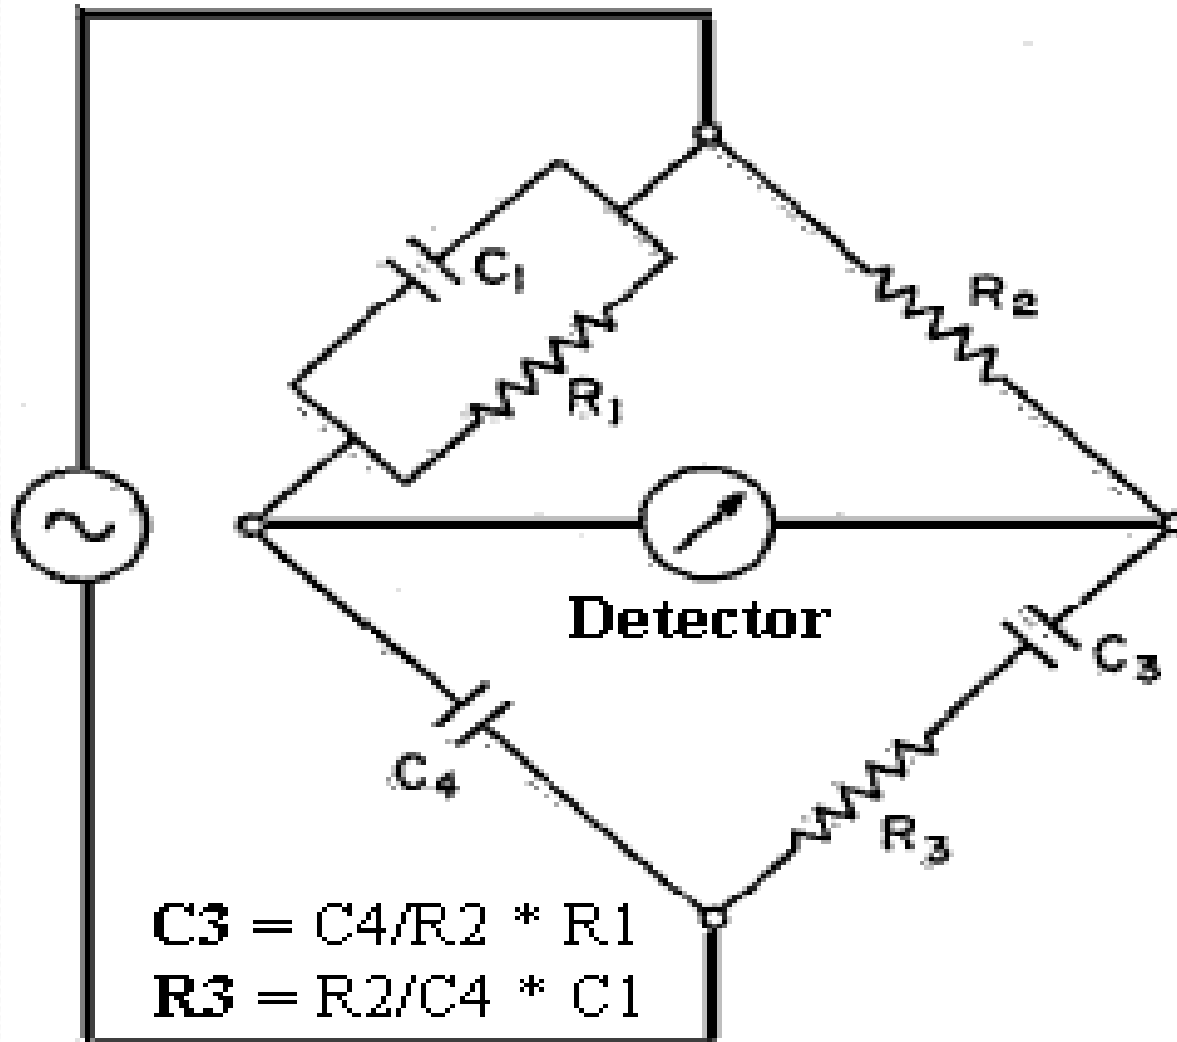 C1
R2
R1
Detector
C3
C4
R3
C3 = C4/R2 * R1
R3 = R2/C4 * C1